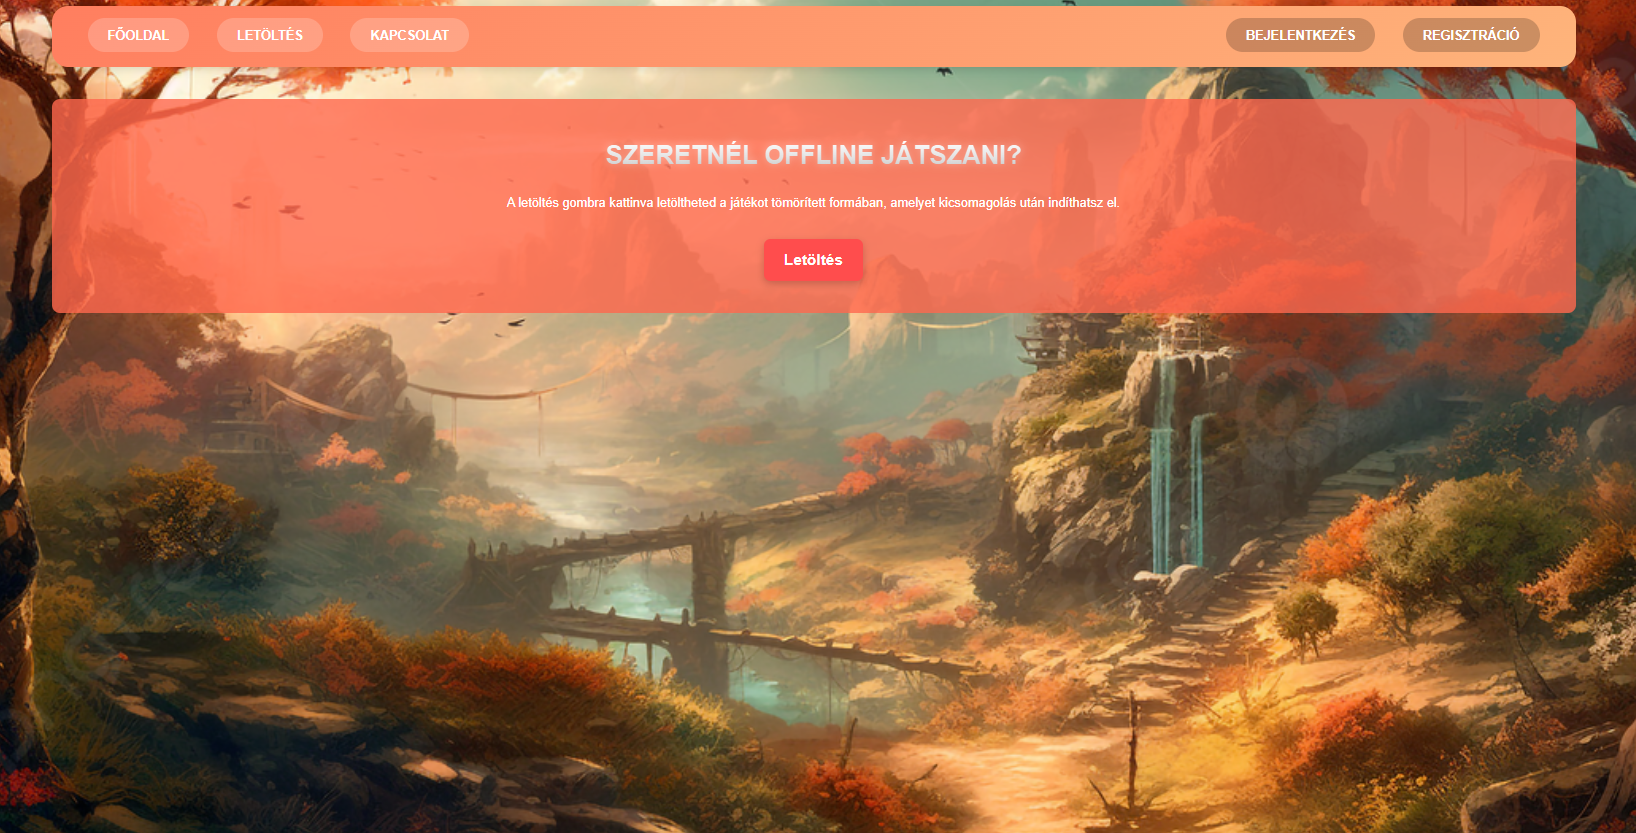 FŐOLDAL LETÖLTÉS KAPCSOLAT BEJELENTKEZÉS REGISZTRÁCIÓ
SZERETNÉL OFFLINE JÁTSZANI?
A letöltés gombra kattinva letöltheted a játékot tömörített formában, amelyet kicsomagolás után indíthatsz el.
Letöltés